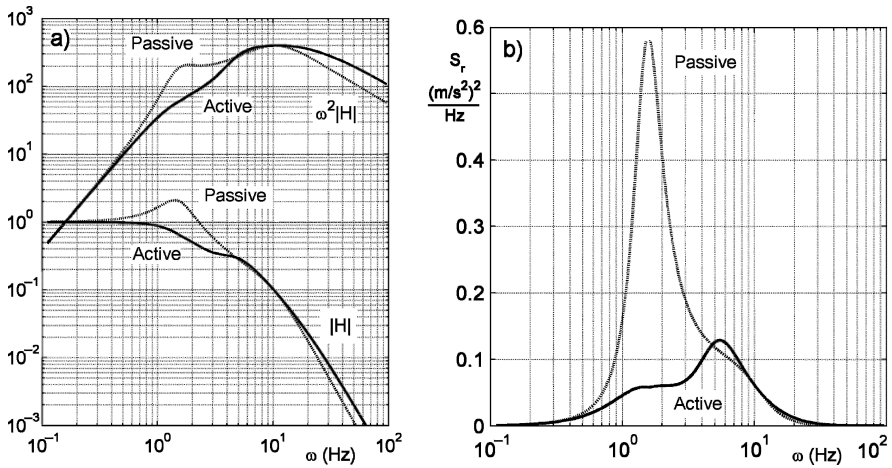 a)
10³
10²
10¹
10⁰
10⁻¹
10⁻²
10⁻³
Passive
Active
ω²|H|
Passive
Active
|H|
10⁻¹
10⁰
10¹
10²
ω (Hz)
b)
Sᵣ
(m/s²)²
Hz
0.6
0.5
0.4
0.3
0.2
0.1
0
Passive
Active
10⁻¹
10⁰
10¹
10²
ω (Hz)